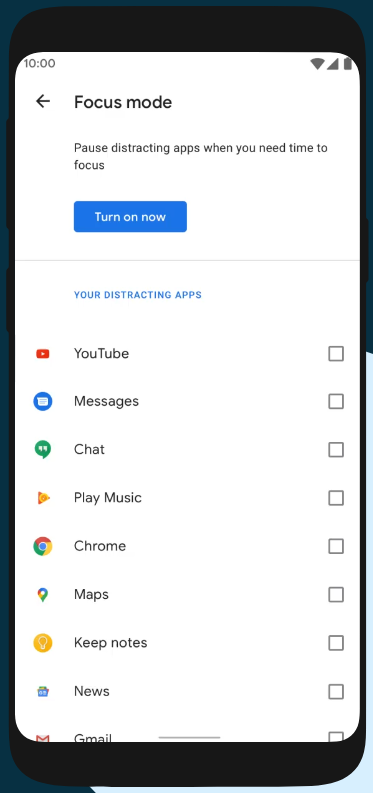 10:00
Focus mode
Pause distracting apps when you need time to
focus
Turn on now
YOUR DISTRACTING APPS
YouTube
Messages
Chat
Play Music
Chrome
Maps
Keep notes
News
Gmail